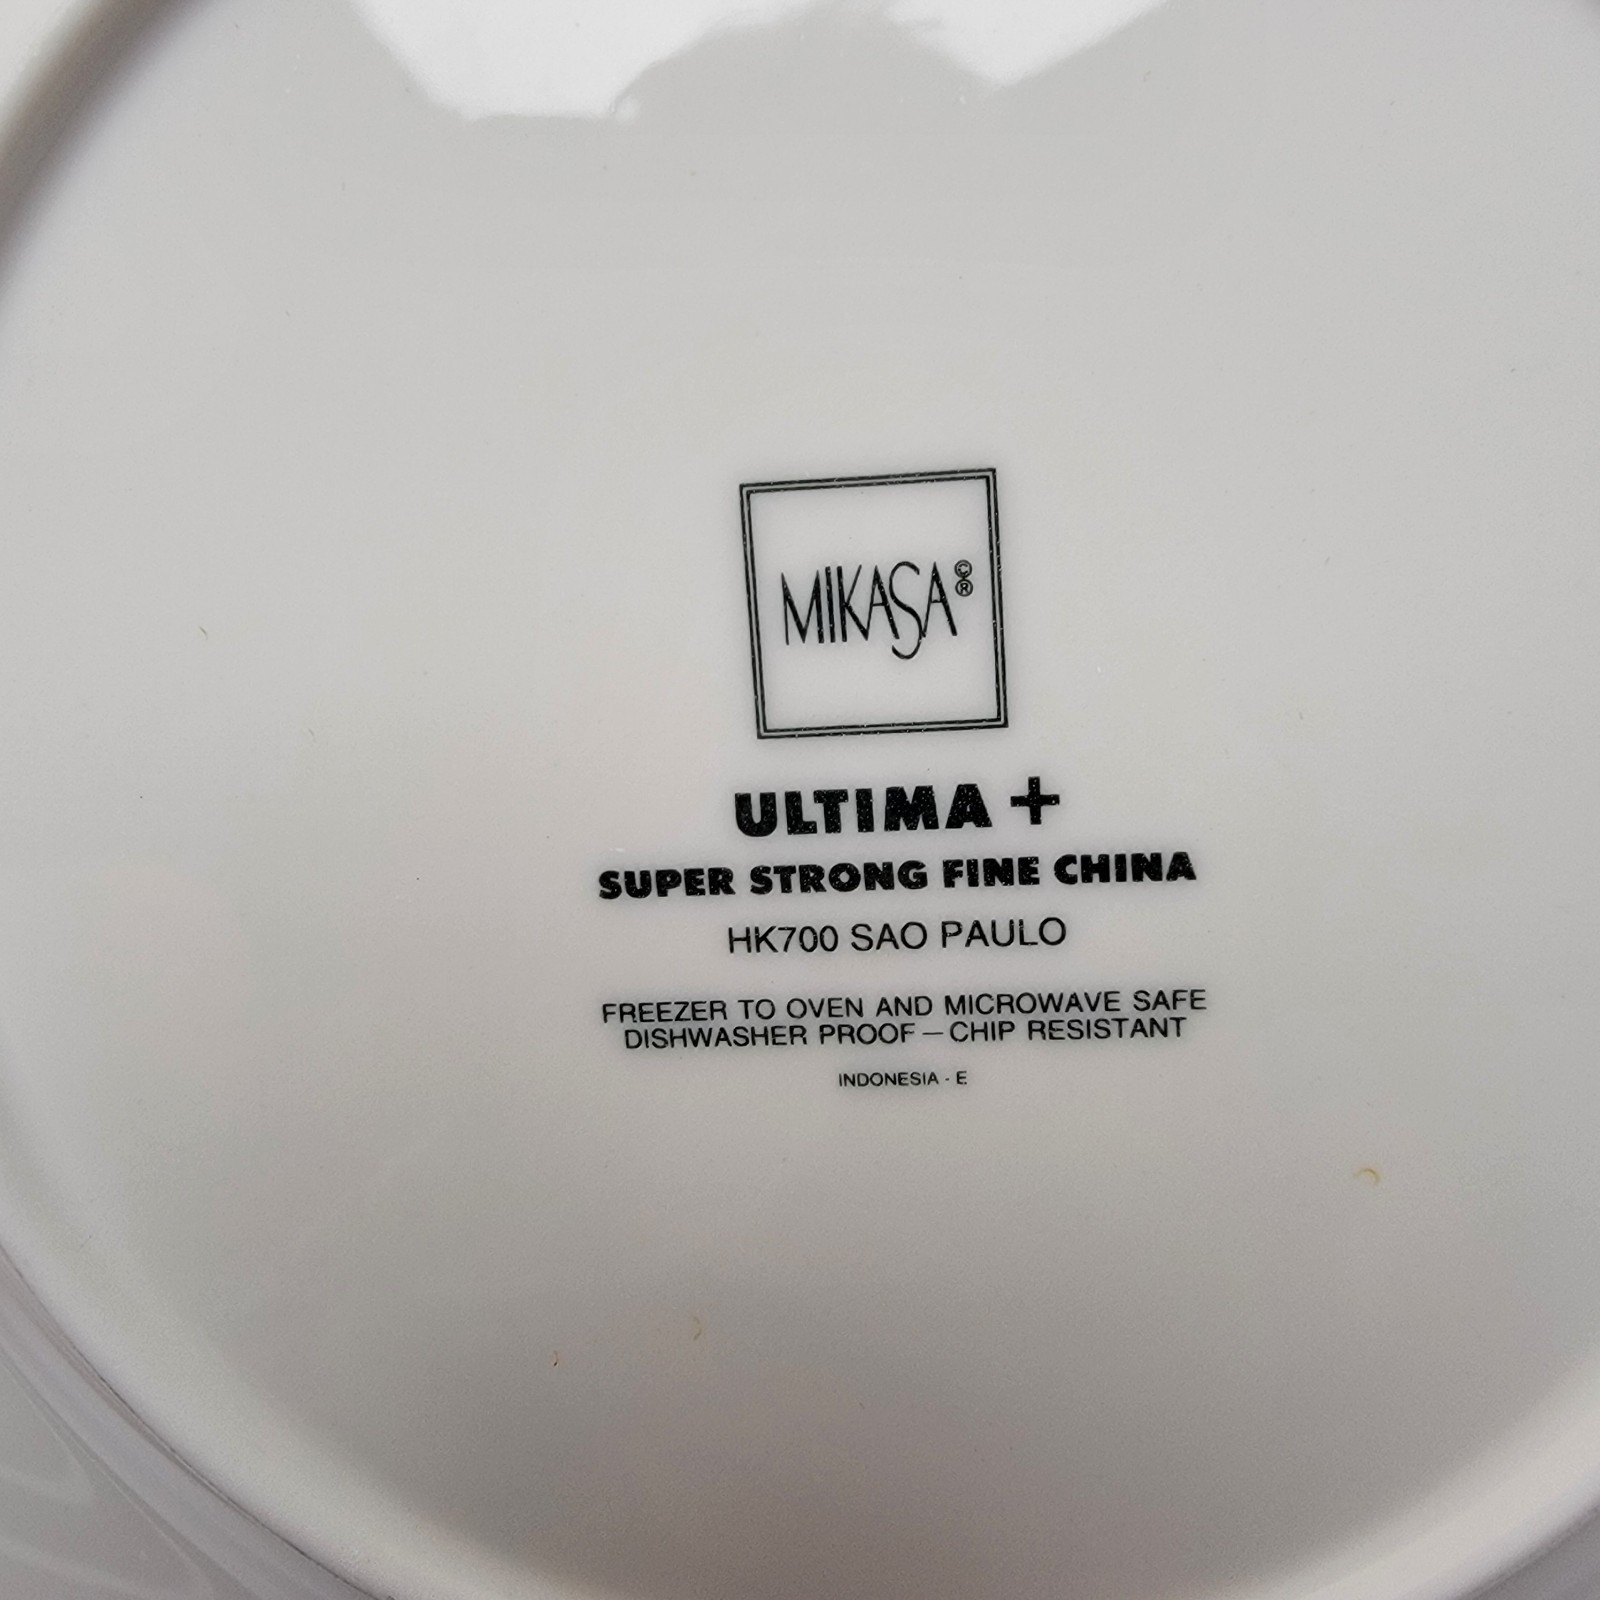 MIKASA©®
ULTIMA +
SUPER STRONG FINE CHINA
HK700 SAO PAULO
FREEZER TO OVEN AND MICROWAVE SAFE
DISHWASHER PROOF — CHIP RESISTANT
INDONESIA - E